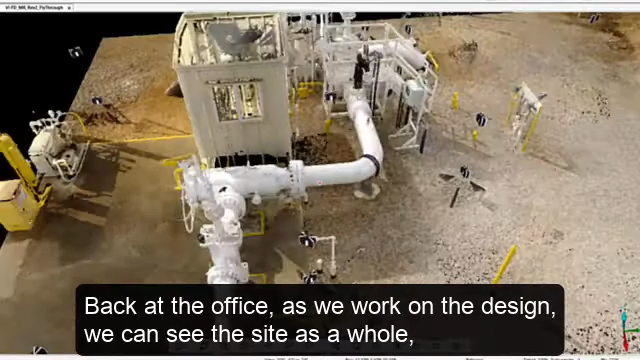 Back at the office, as we work on the design,
we can see the site as a whole,